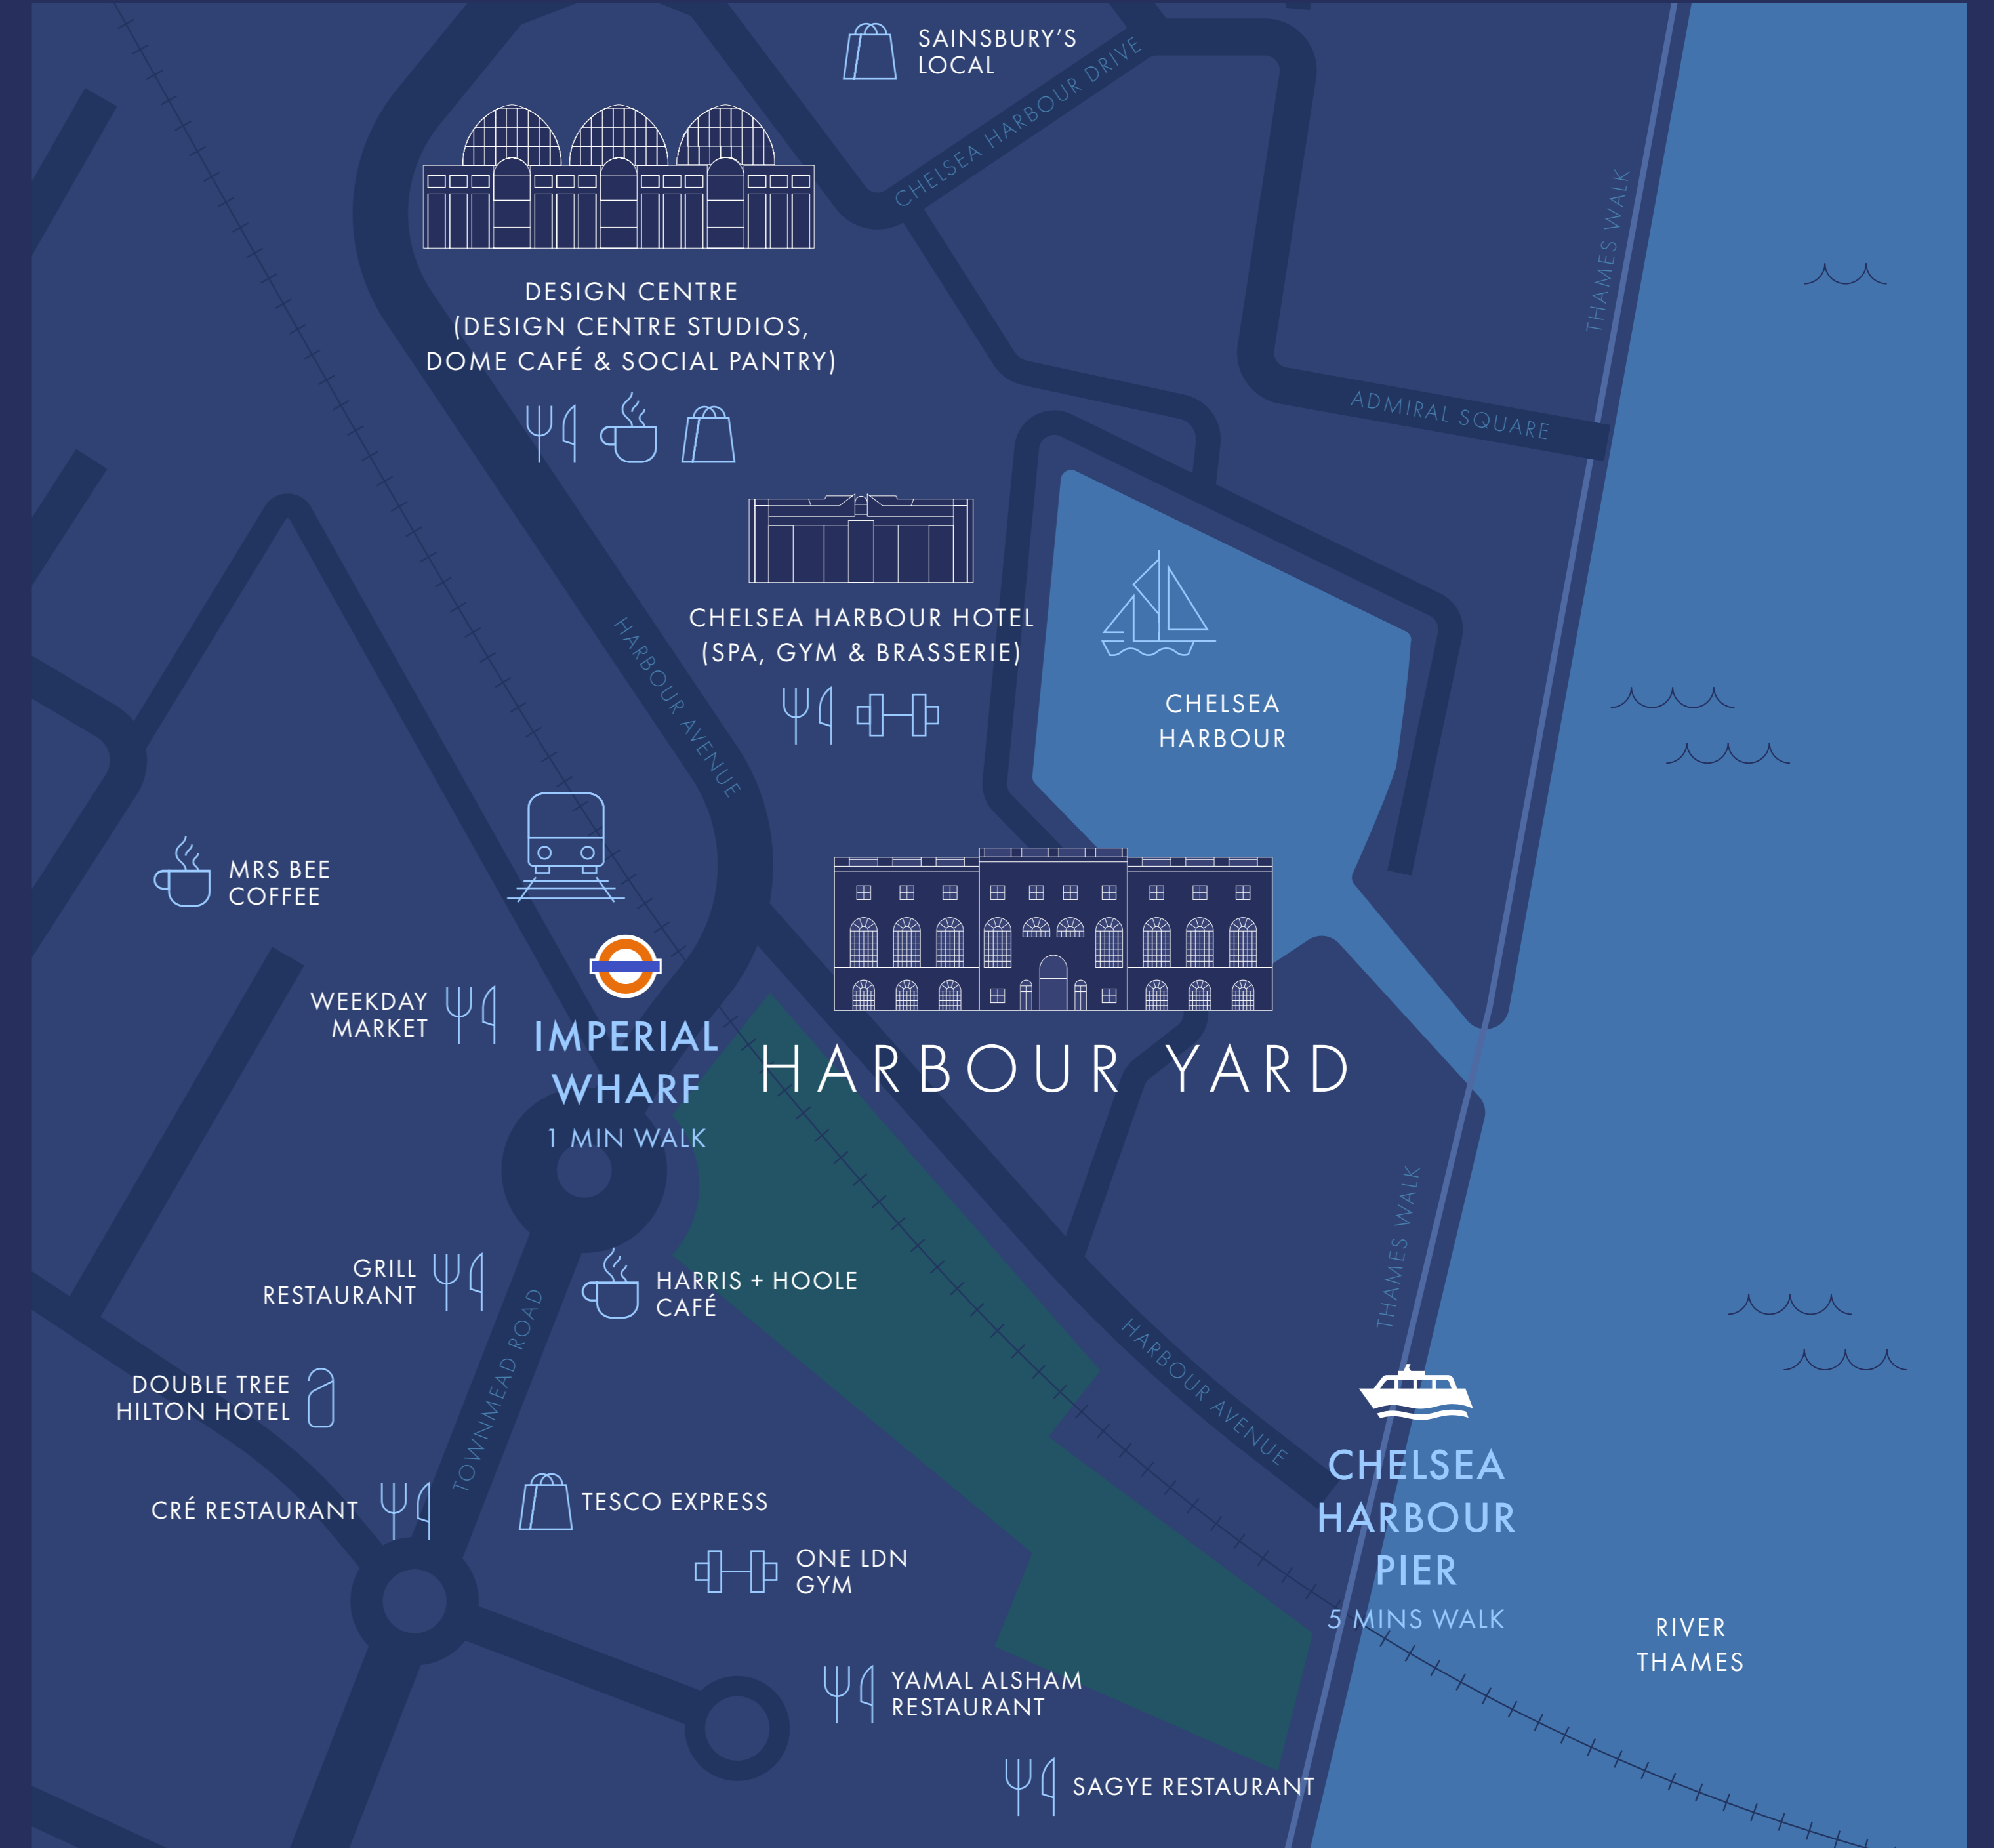 SAINSBURY'S
LOCAL
CHELSEA HARBOUR DRIVE
THAMES WALK
DESIGN CENTRE
(DESIGN CENTRE STUDIOS,
DOME CAFÉ & SOCIAL PANTRY)
ADMIRAL SQUARE
CHELSEA HARBOUR HOTEL
(SPA, GYM & BRASSERIE)
HARBOUR AVENUE
CHELSEA
HARBOUR
MRS BEE
COFFEE
WEEKDAY
MARKET
IMPERIAL
WHARF
1 MIN WALK
HARBOUR YARD
THAMES WALK
GRILL
RESTAURANT
HARRIS + HOOLE
CAFÉ
TOWNMEAD ROAD
HARBOUR AVENUE
DOUBLE TREE
HILTON HOTEL
CHELSEA
HARBOUR
PIER
5 MINS WALK
CRÉ RESTAURANT
TESCO EXPRESS
ONE LDN
GYM
RIVER
THAMES
YAMAL ALSHAM
RESTAURANT
SAGYE RESTAURANT